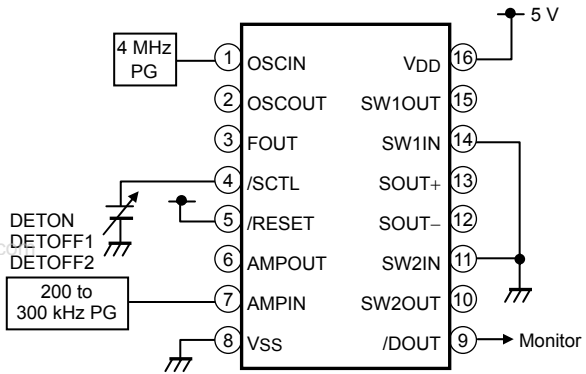 5 V
4 MHz
PG
1 OSCIN
VDD 16
2 OSCOUT
SW1OUT 15
3 FOUT
SW1IN 14
4 /SCTL
SOUT+ 13
5 /RESET
SOUT− 12
DETON
DETOFF1
DETOFF2
6 AMPOUT
SW2IN 11
200 to
300 kHz PG
7 AMPIN
SW2OUT 10
8 VSS
/DOUT 9
Monitor